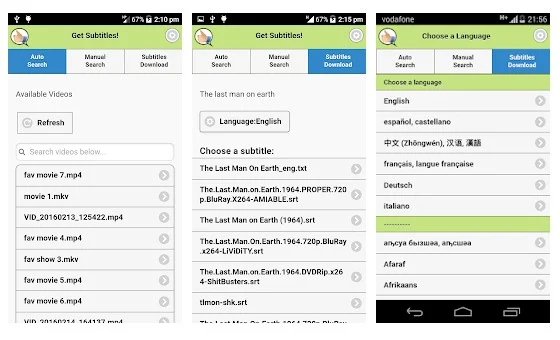 67% 2:10 pm
Get Subtitles!
Auto Search
Manual Search
Subtitles Download
Available Videos
Refresh
Search videos below...
fav movie 7.mp4
movie 1.mkv
VID_20160213_125422.mp4
fav movie 4.mp4
fav show 3.mkv
fav movie 5.mp4
fav movie 6.mp4
VID_20160214_164137.mp4
67% 2:15 pm
Get Subtitles!
Auto Search
Manual Search
Subtitles Download
The last man on earth
Language:English
Choose a subtitle:
The Last Man On Earth_eng.txt
The.Last.Man.on.Earth.1964.PROPER.720
p.BluRay.X264-AMIABLE.srt
The Last Man on Earth (1964).srt
The.Last.Man.on.Earth.1964.720p.BluRay
.x264-LiViDiTY.srt
The.Last.Man.on.Earth.1964.DVDRip.x26
4-ShitBusters.srt
tlmon-shk.srt
The.Last.Man.on.Earth.1964.720p.BluRay
vodafone H+ 21:56
Choose a Language
Auto Search
Manual Search
Subtitles Download
Choose a language
English
español, castellano
中文 (Zhōngwén), 汉语, 漢語
français, langue française
Deutsch
italiano
----------
аҧсуа бызшәа, аҧсшәа
Afaraf
Afrikaans